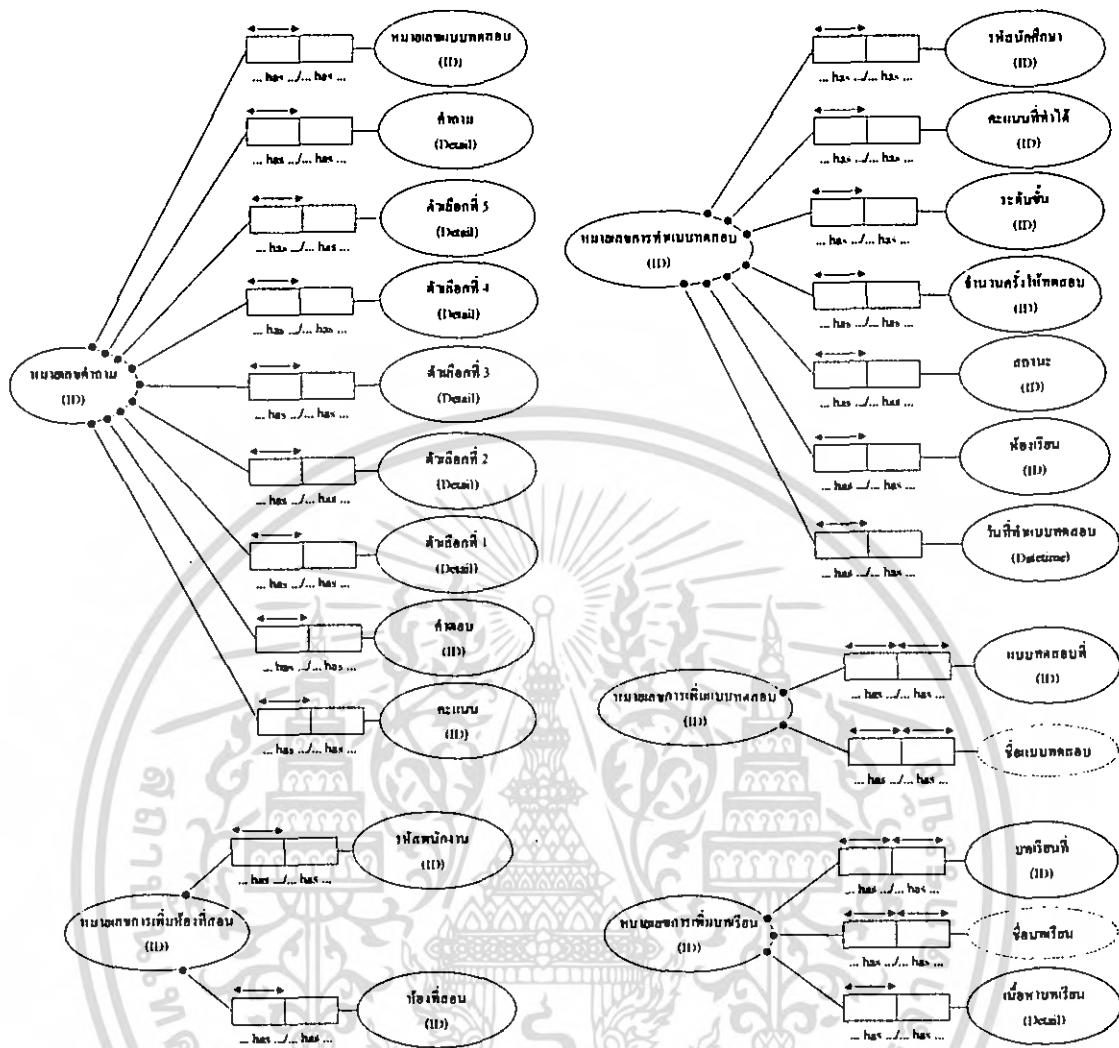 หมายเลขแบบทดสอบ
(ID)
... has .../... has ...
คำถาม
(Detail)
... has .../... has ...
ตัวเลือกที่ 5
(Detail)
... has .../... has ...
ตัวเลือกที่ 4
(Detail)
... has .../... has ...
หมายเลขคำถาม
(ID)
ตัวเลือกที่ 3
(Detail)
... has .../... has ...
ตัวเลือกที่ 2
(Detail)
... has .../... has ...
ตัวเลือกที่ 1
(Detail)
... has .../... has ...
คำตอบ
(ID)
... has .../... has ...
คะแนน
(ID)
... has .../... has ...
รหัสนักศึกษา
(ID)
... has .../... has ...
คะแนนที่ทำได้
(ID)
... has .../... has ...
ระดับชั้น
(ID)
... has .../... has ...
หมายเลขการทำแบบทดสอบ
(ID)
จำนวนครั้งให้ทดสอบ
(ID)
... has .../... has ...
สถานะ
(ID)
... has .../... has ...
ห้องเรียน
(ID)
... has .../... has ...
วันที่ทำแบบทดสอบ
(Datetime)
... has .../... has ...
แบบทดสอบที่
(ID)
... has .../... has ...
หมายเลขการเพิ่มแบบทดสอบ
(ID)
ชื่อแบบทดสอบ
... has .../... has ...
รหัสพนักงาน
(ID)
... has .../... has ...
หมายเลขการเพิ่มห้องที่สอน
(ID)
ห้องที่สอน
(ID)
... has .../... has ...
บทเรียนที่
(ID)
... has .../... has ...
หมายเลขการเพิ่มบทเรียน
(ID)
ชื่อบทเรียน
... has .../... has ...
เนื้อหาบทเรียน
(Detail)
... has .../... has ...